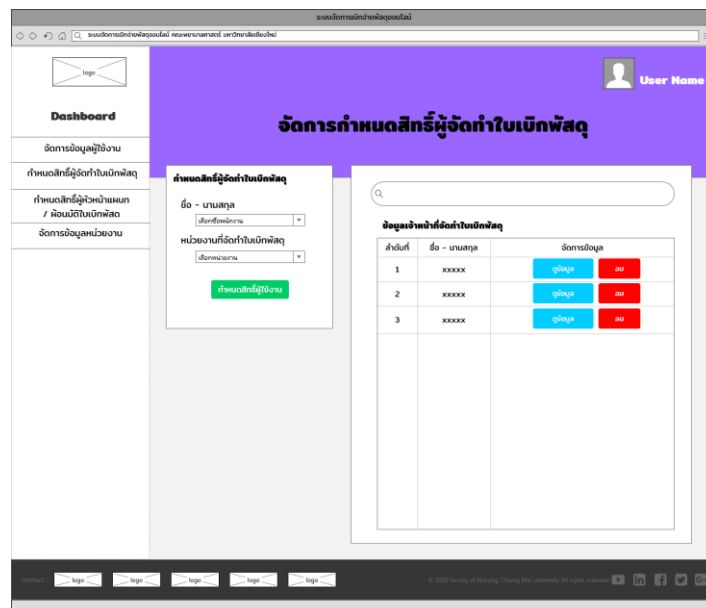 ระบบจัดการเบิกจ่ายพัสดุออนไลน์
ระบบจัดการเบิกจ่ายพัสดุออนไลน์ คณะพยาบาลศาสตร์ มหาวิทยาลัยเชียงใหม่
logo
User Name
Dashboard
จัดการกำหนดสิทธิ์ผู้จัดทำใบเบิกพัสดุ
จัดการข้อมูลผู้ใช้งาน
กำหนดสิทธิ์ผู้จัดทำใบเบิกพัสดุ
กำหนดสิทธิ์ผู้หัวหน้าแผนก
/ ผ้อนมัติใบเบิกพัสด
จัดการข้อมูลหน่วยงาน
กำหนดสิทธิ์ผู้จัดทำใบเบิกพัสดุ
ชื่อ - นามสกุล
เลือกชื่อพนักงาน
หน่วยงานที่จัดทำใบเบิกพัสดุ
เลือกหน่วยงาน
กำหนดสิทธิ์ผู้ใช้งาน
ข้อมูลเจ้าหน้าที่จัดทำใบเบิกพัสดุ
ลำดับที่ ชื่อ - นามสกุล จัดการข้อมูล
1 xxxxx ดูข้อมูล ลบ
2 xxxxx ดูข้อมูล ลบ
3 xxxxx ดูข้อมูล ลบ
contact : logo logo logo logo logo
© 2020 Faculty of Nursing, Chiang Mai University. All rights reserved